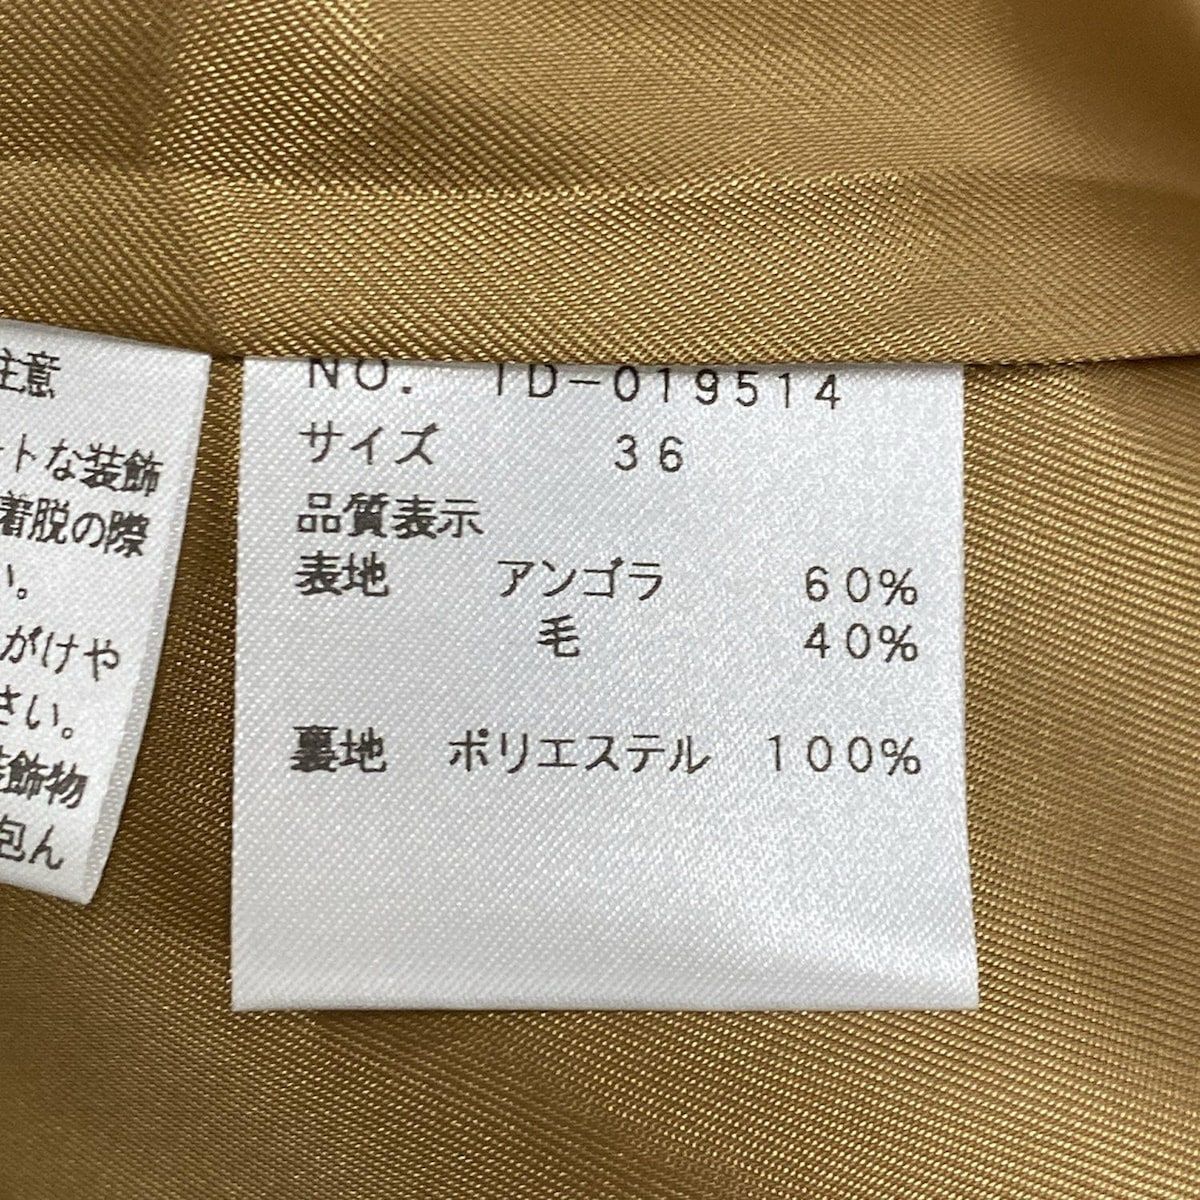 注意
トな装飾
着脱の際
い。
がけや
さい。
装飾物
包ん
NO. TD-019514
サイズ 36
品質表示
表地 アンゴラ 60%
毛 40%
裏地 ポリエステル 100%